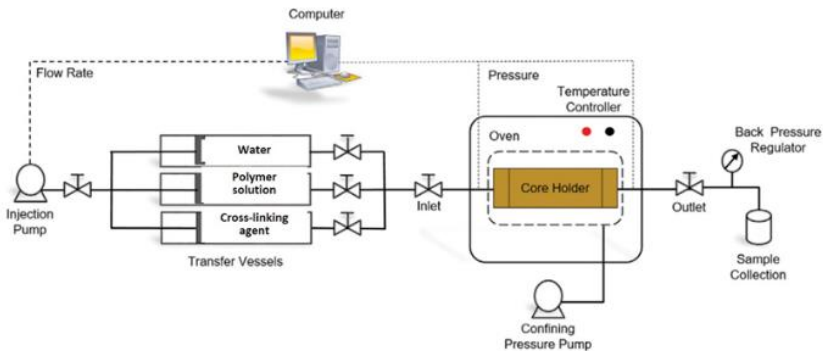 Computer
Flow Rate
Pressure
Temperature
Controller
Oven
Back Pressure
Regulator
Water
Polymer
solution
Cross-linking
agent
Core Holder
Injection
Pump
Inlet
Outlet
Transfer Vessels
Sample
Collection
Confining
Pressure Pump